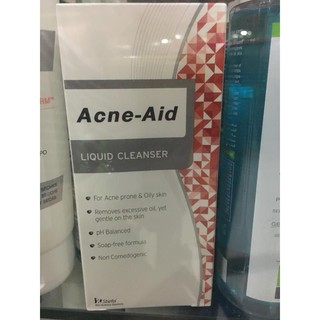 Acne-Aid
LIQUID CLEANSER
For Acne prone & Oily skin
Removes excessive oil, yet
gentle on the skin
pH Balanced
Soap-free formula
Non Comedogenic
Stiefel